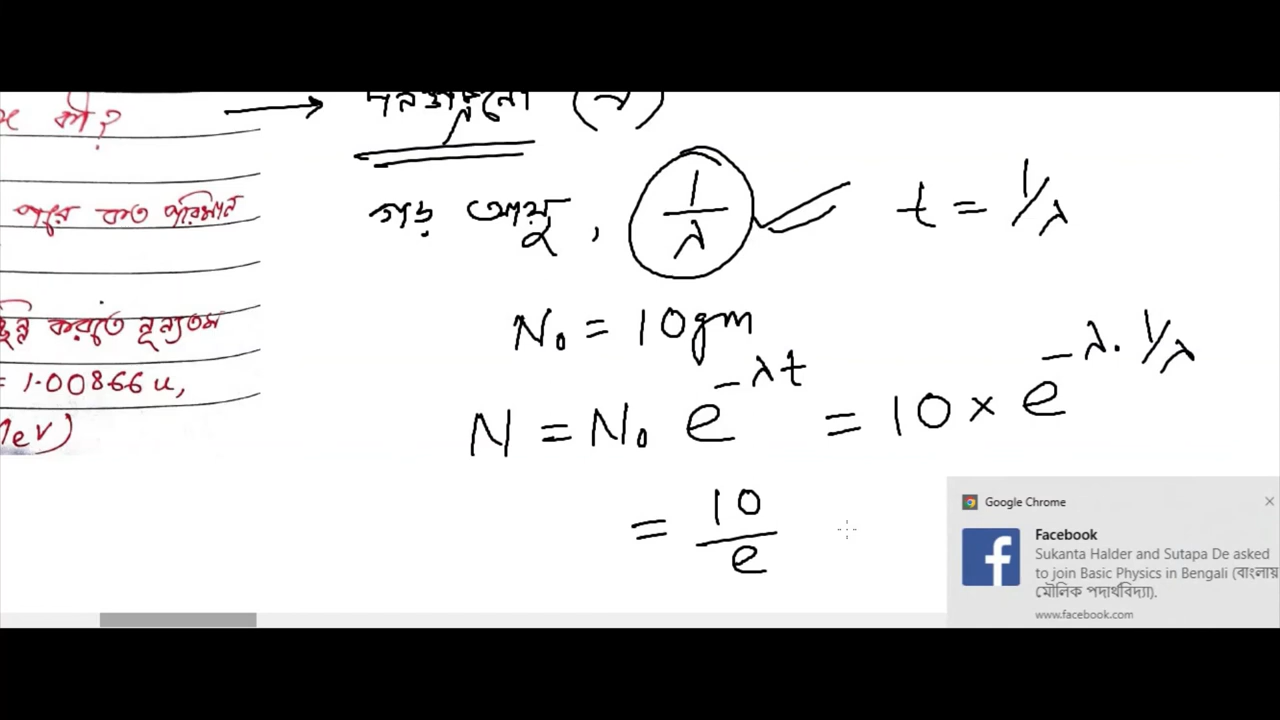 কী?
পরে কত পরিমান
করতে নূন্যতম
= 1.00866 u,
MeV)
গড় আয়ু, 1/λ t = 1/λ
N₀ = 10gm
N = N₀ e^{-λt} = 10 × e^{-λ. 1/λ}
= 10/e
Google Chrome
Facebook
Sukanta Halder and Sutapa De asked
to join Basic Physics in Bengali (বাংলায়
মৌলিক পদার্থবিদ্যা).
www.facebook.com